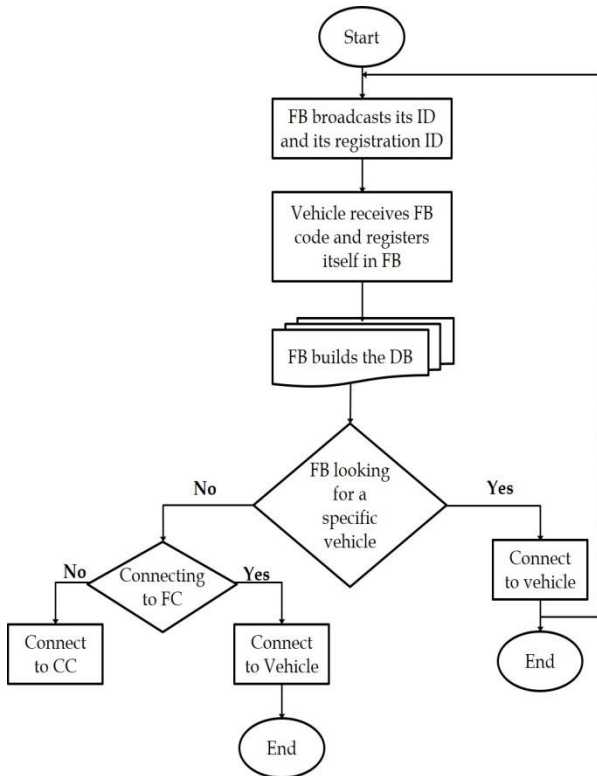 Start
FB broadcasts its ID
and its registration ID
Vehicle receives FB
code and registers
itself in FB
FB builds the DB
FB looking
for a
specific
vehicle
No
Yes
Connecting
to FC
No
Yes
Connect
to vehicle
Connect
to CC
Connect
to Vehicle
End
End